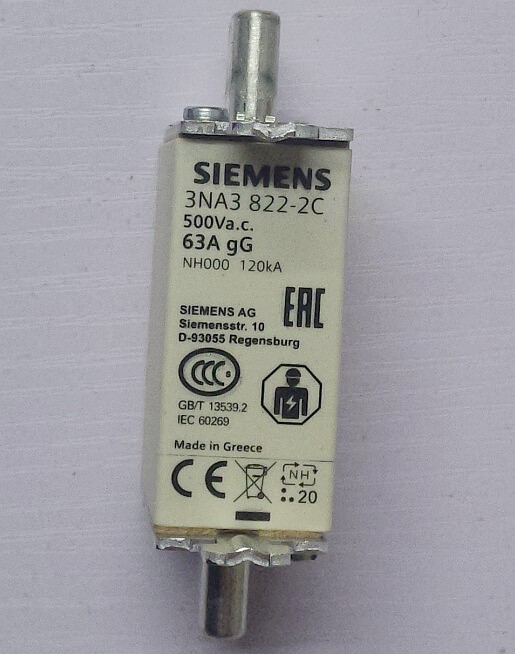 SIEMENS
3NA3 822-2C
500Va.c.
63A gG
NH000 120kA
EAC
SIEMENS AG
Siemensstr. 10
D-93055 Regensburg
CCC S
GB/T 13539.2
IEC 60269
Made in Greece
CE NH
20